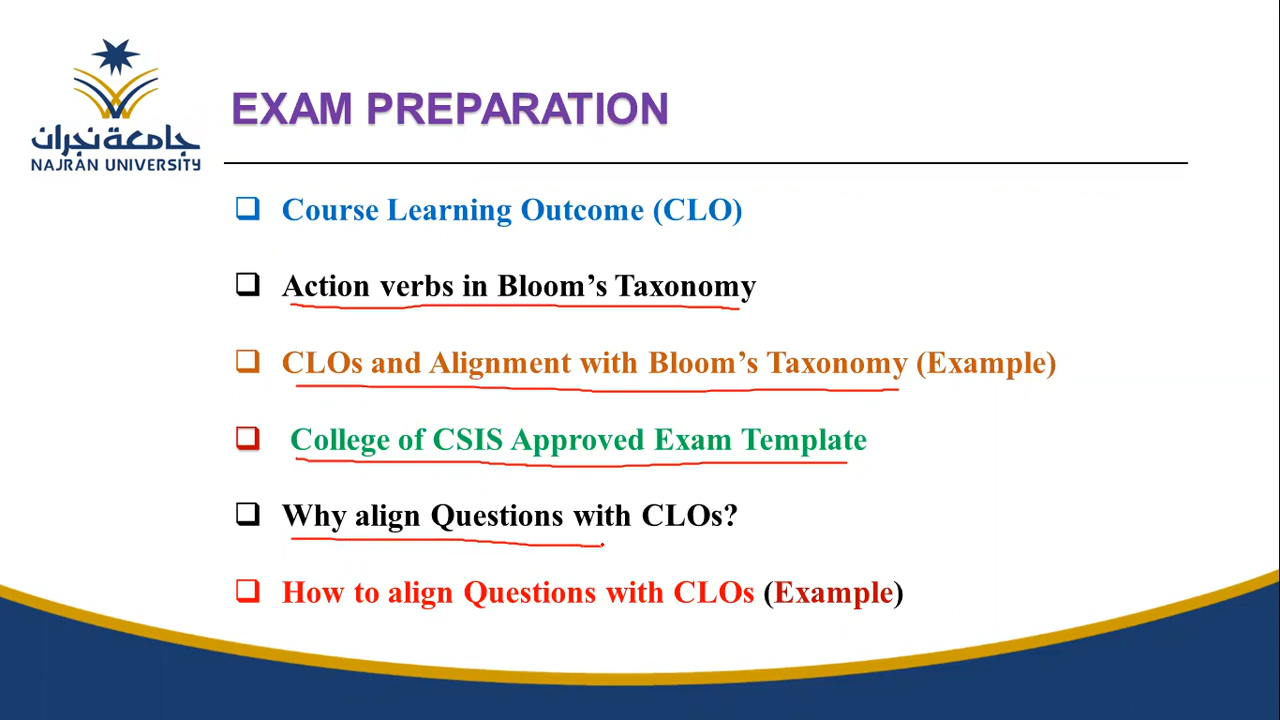 جامعة نجران
NAJRAN UNIVERSITY
EXAM PREPARATION
Course Learning Outcome (CLO)
Action verbs in Bloom’s Taxonomy
CLOs and Alignment with Bloom’s Taxonomy (Example)
College of CSIS Approved Exam Template
Why align Questions with CLOs?
How to align Questions with CLOs (Example)